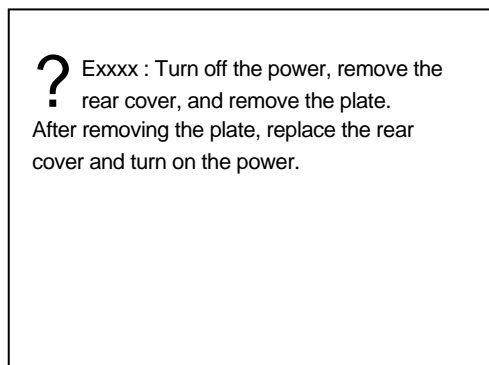 ? Exxxx : Turn off the power, remove the
rear cover, and remove the plate.
After removing the plate, replace the rear
cover and turn on the power.